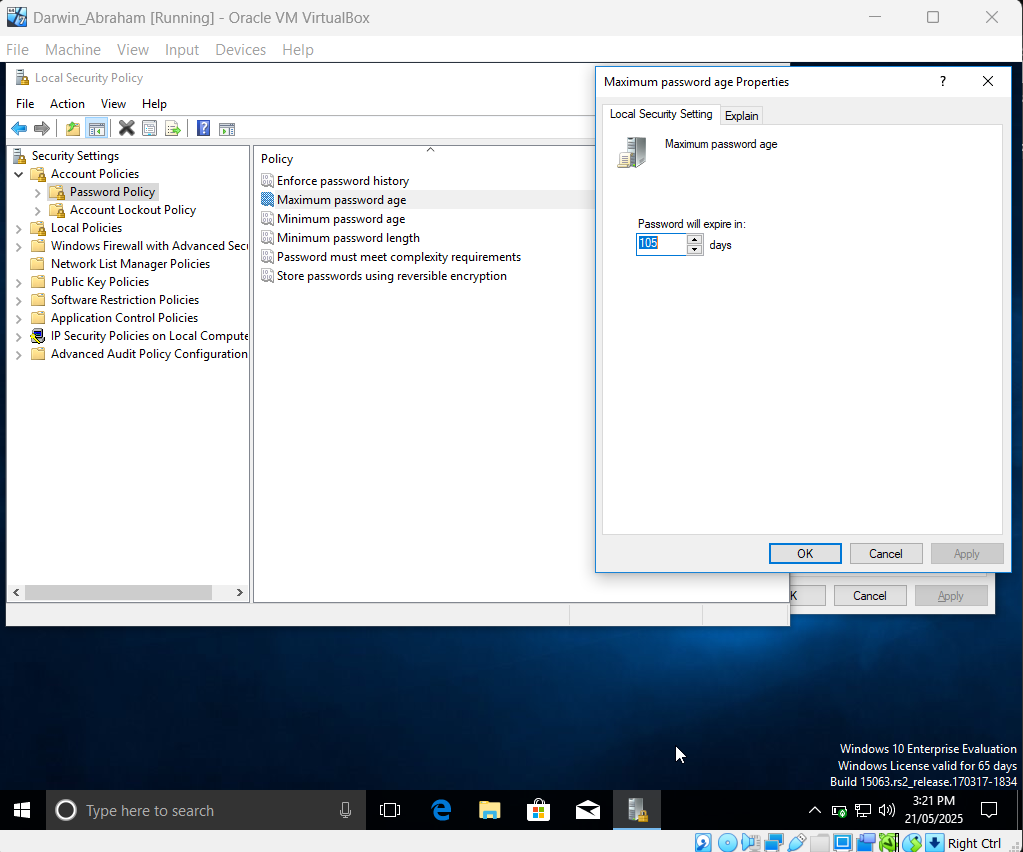 Darwin_Abraham [Running] - Oracle VM VirtualBox
File Machine View Input Devices Help
Local Security Policy
File Action View Help
Security Settings
Account Policies
Password Policy
Account Lockout Policy
Local Policies
Windows Firewall with Advanced Secu
Network List Manager Policies
Public Key Policies
Software Restriction Policies
Application Control Policies
IP Security Policies on Local Compute
Advanced Audit Policy Configuration
Policy
Enforce password history
Maximum password age
Minimum password age
Minimum password length
Password must meet complexity requirements
Store passwords using reversible encryption
Maximum password age Properties
?
Local Security Setting Explain
Maximum password age
Password will expire in:
105 days
OK Cancel Apply
K Cancel Apply
Windows 10 Enterprise Evaluation
Windows License valid for 65 days
Build 15063.rs2_release.170317-1834
Type here to search
3:21 PM
21/05/2025
Right Ctrl